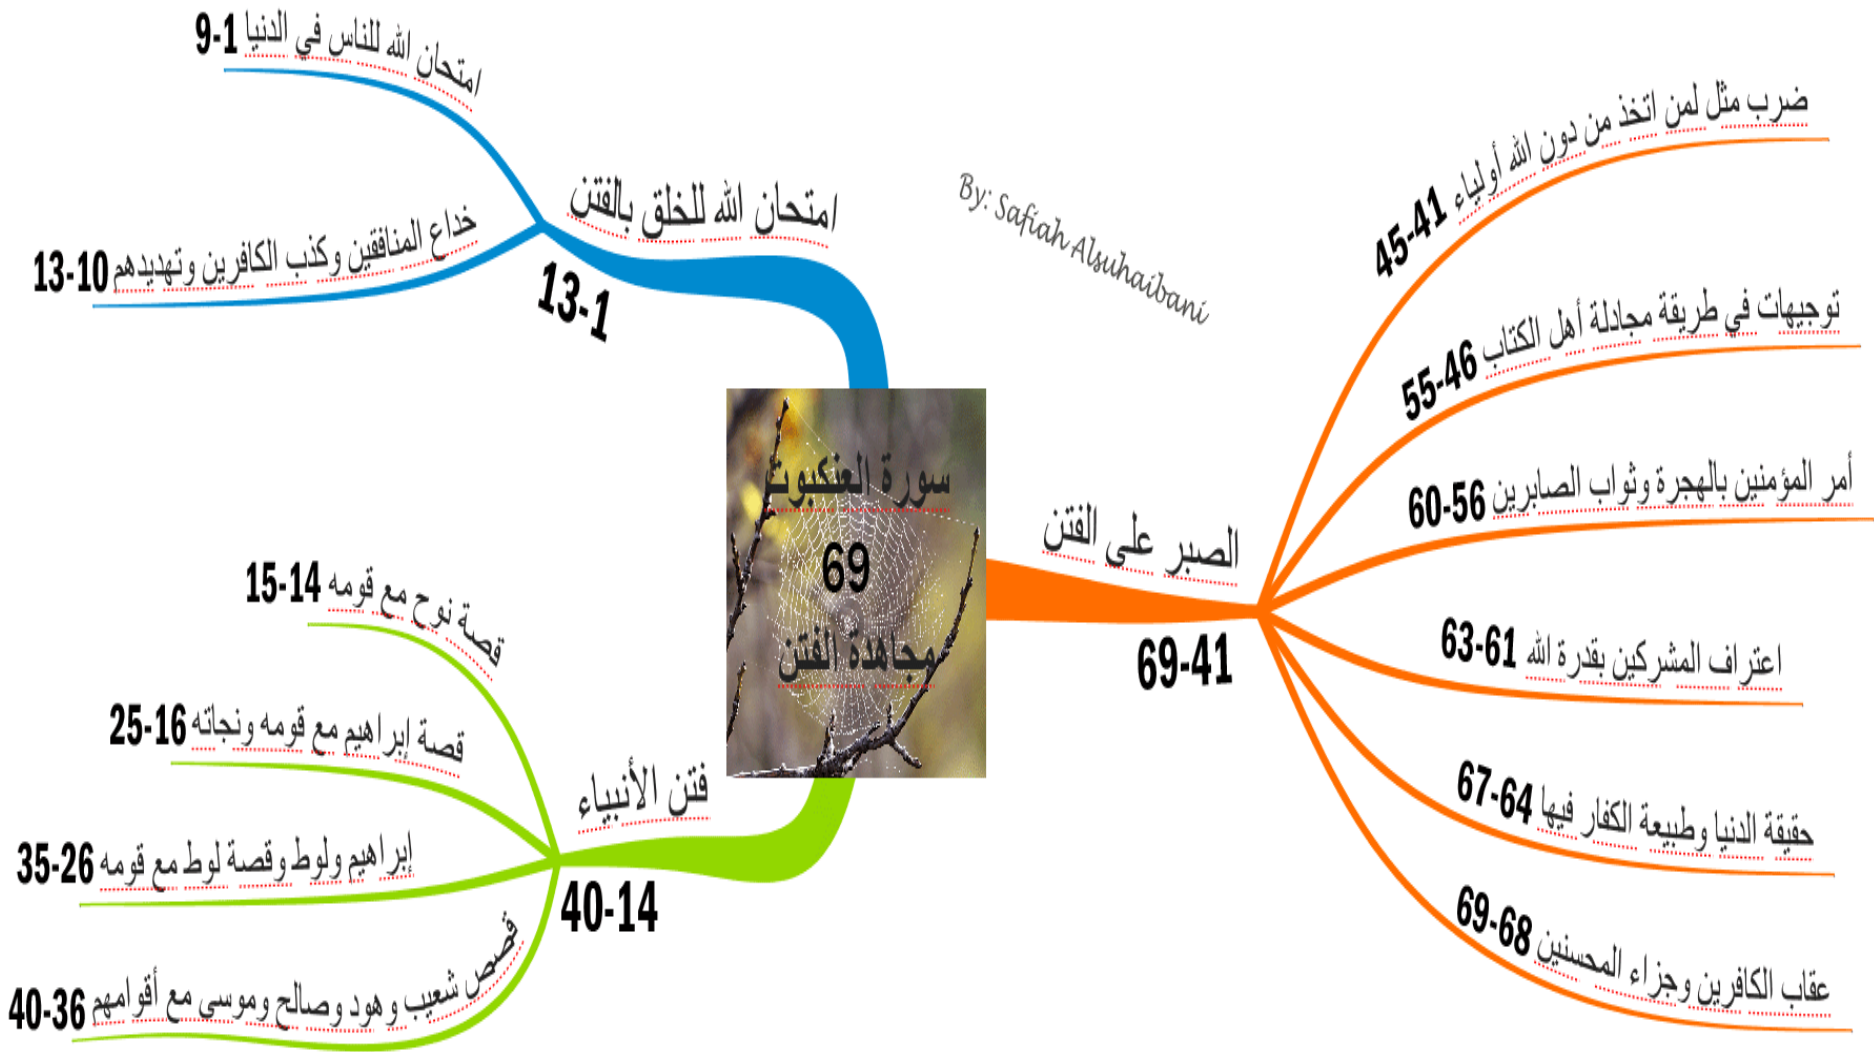 سورة العنكبوت
69
مجاهدة الفتن
امتحان الله للخلق بالفتن
13-1
امتحان الله للناس في الدنيا 1-9
خداع المنافقين وكذب الكافرين وتهديدهم 10-13
فتن الأنبياء
40-14
قصة نوح مع قومه 14-15
قصة إبراهيم مع قومه ونجاته 16-25
إبراهيم ولوط وقصة لوط مع قومه 26-35
قصص شعيب وهود وصالح وموسى مع أقوامهم 36-40
الصبر على الفتن
69-41
ضرب مثل لمن اتخذ من دون الله أولياء 41-45
توجيهات في طريقة مجادلة أهل الكتاب 46-55
أمر المؤمنين بالهجرة وثواب الصابرين 56-60
اعتراف المشركين بقدرة الله 61-63
حقيقة الدنيا وطبيعة الكفار فيها 64-67
عقاب الكافرين وجزاء المحسنين 68-69
By: Safiah Alsuhaibani